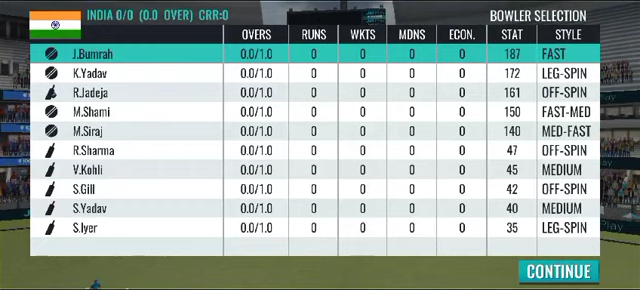 INDIA 0/0 (0.0 OVER) CRR:0 BOWLER SELECTION
OVERS RUNS WKTS MDNS ECON. STAT STYLE
J.Bumrah 0.0/1.0 0 0 0 0 187 FAST
K.Yadav 0.0/1.0 0 0 0 0 172 LEG-SPIN
R.Jadeja 0.0/1.0 0 0 0 0 161 OFF-SPIN
M.Shami 0.0/1.0 0 0 0 0 150 FAST-MED
M.Siraj 0.0/1.0 0 0 0 0 140 MED-FAST
R.Sharma 0.0/1.0 0 0 0 0 47 OFF-SPIN
V.Kohli 0.0/1.0 0 0 0 0 45 MEDIUM
S.Gill 0.0/1.0 0 0 0 0 42 OFF-SPIN
S.Yadav 0.0/1.0 0 0 0 0 40 MEDIUM
S.Iyer 0.0/1.0 0 0 0 0 35 LEG-SPIN
CONTINUE